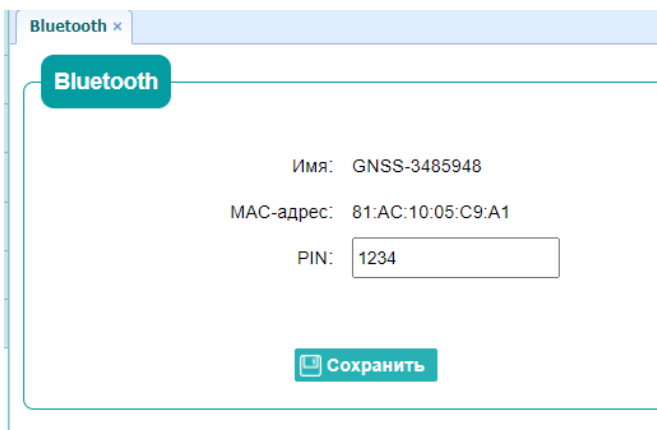 Bluetooth ×
Bluetooth
Имя: GNSS-3485948
MAC-адрес: 81:AC:10:05:C9:A1
PIN: 1234
Сохранить